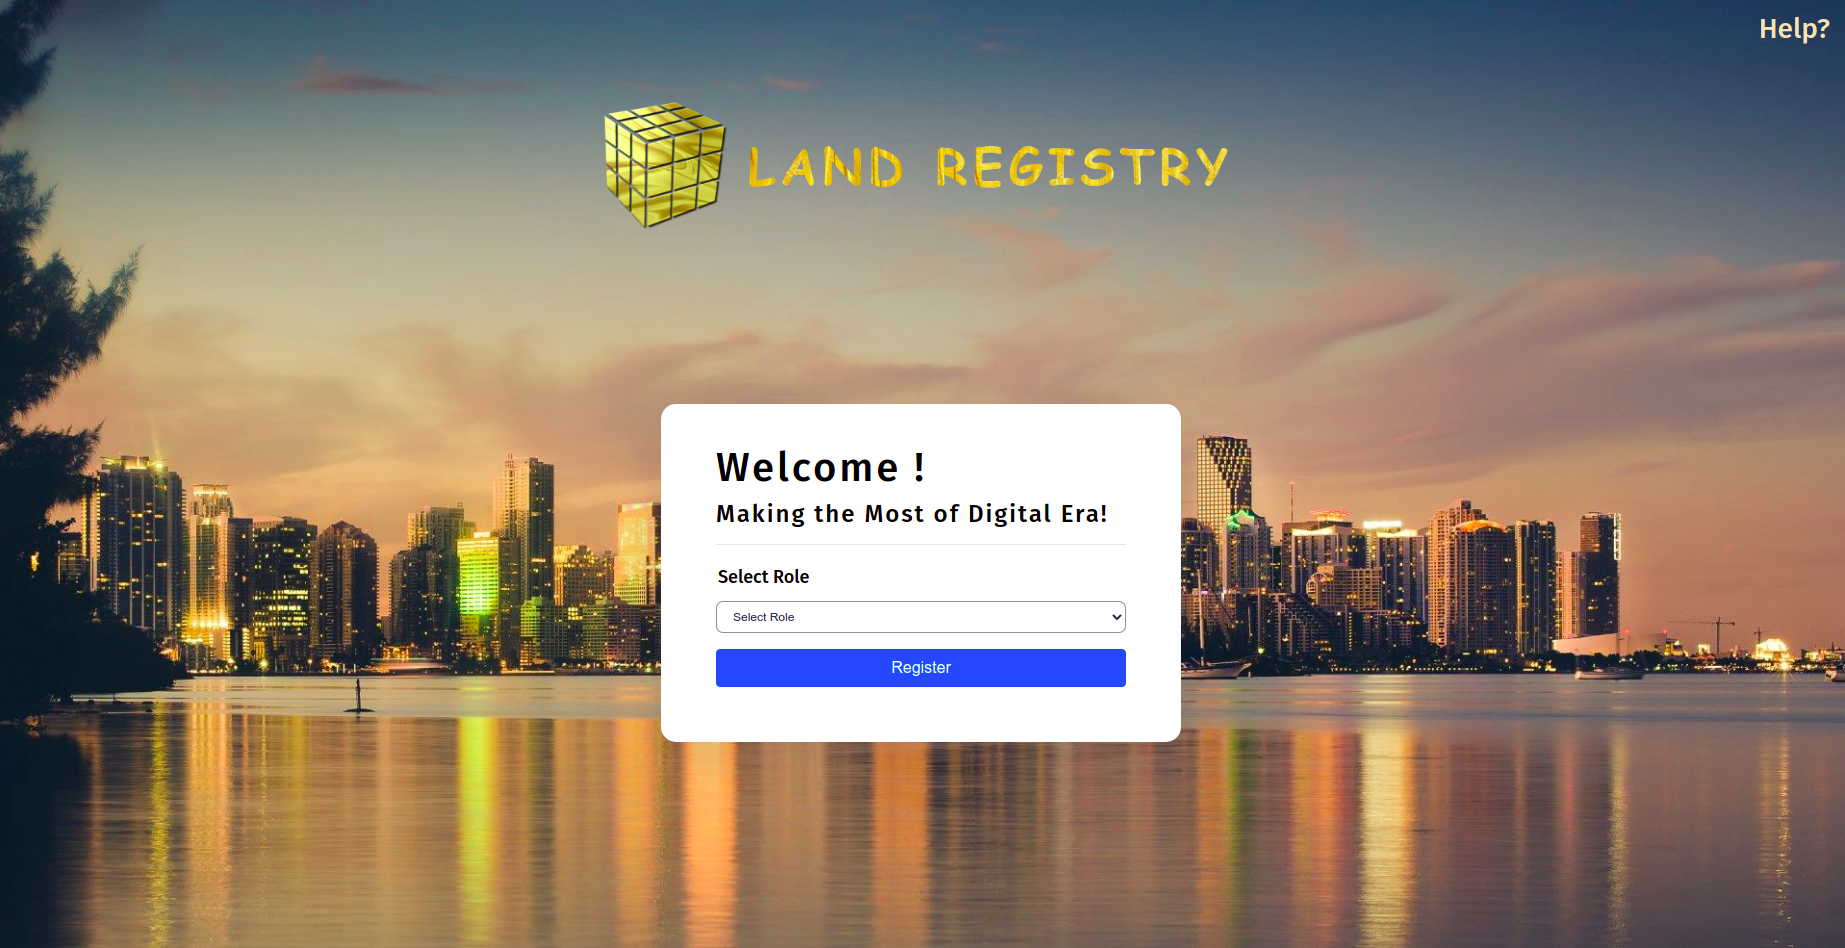 Help?
LAND REGISTRY
Welcome !
Making the Most of Digital Era!
Select Role
Select Role
Register